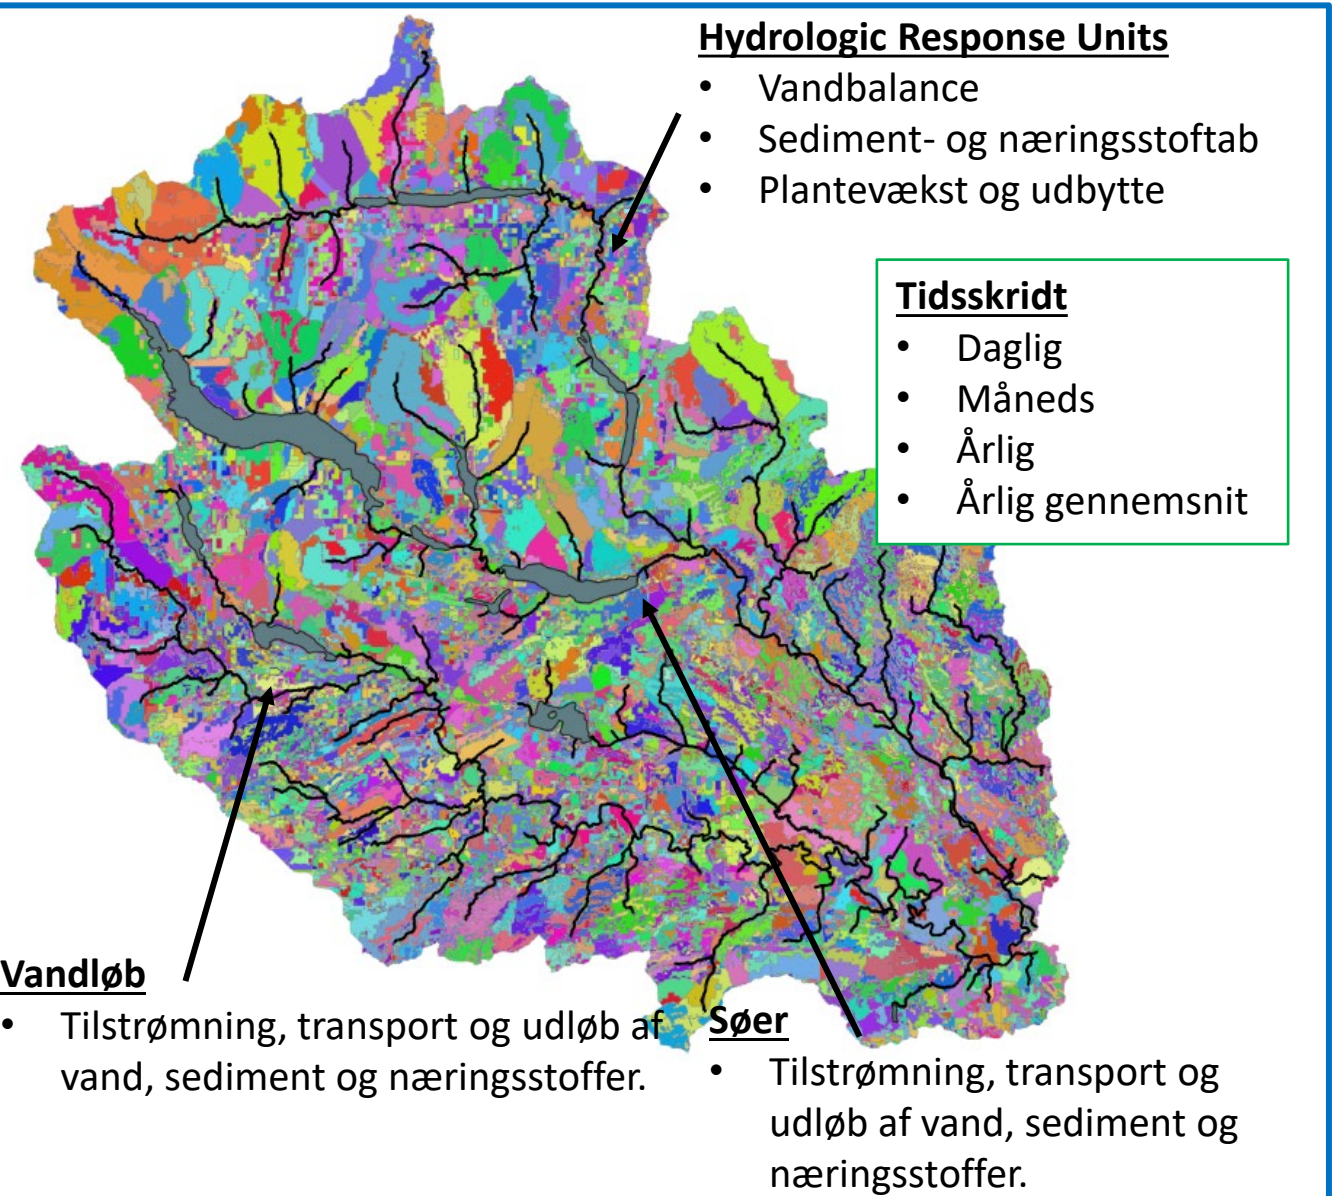 Hydrologic Response Units
• Vandbalance
• Sediment- og næringsstoftab
• Plantevækst og udbytte
Tidsskridt
• Daglig
• Måneds
• Årlig
• Årlig gennemsnit
Vandløb
• Tilstrømning, transport og udløb af
vand, sediment og næringsstoffer.
Søer
• Tilstrømning, transport og
udløb af vand, sediment og
næringsstoffer.